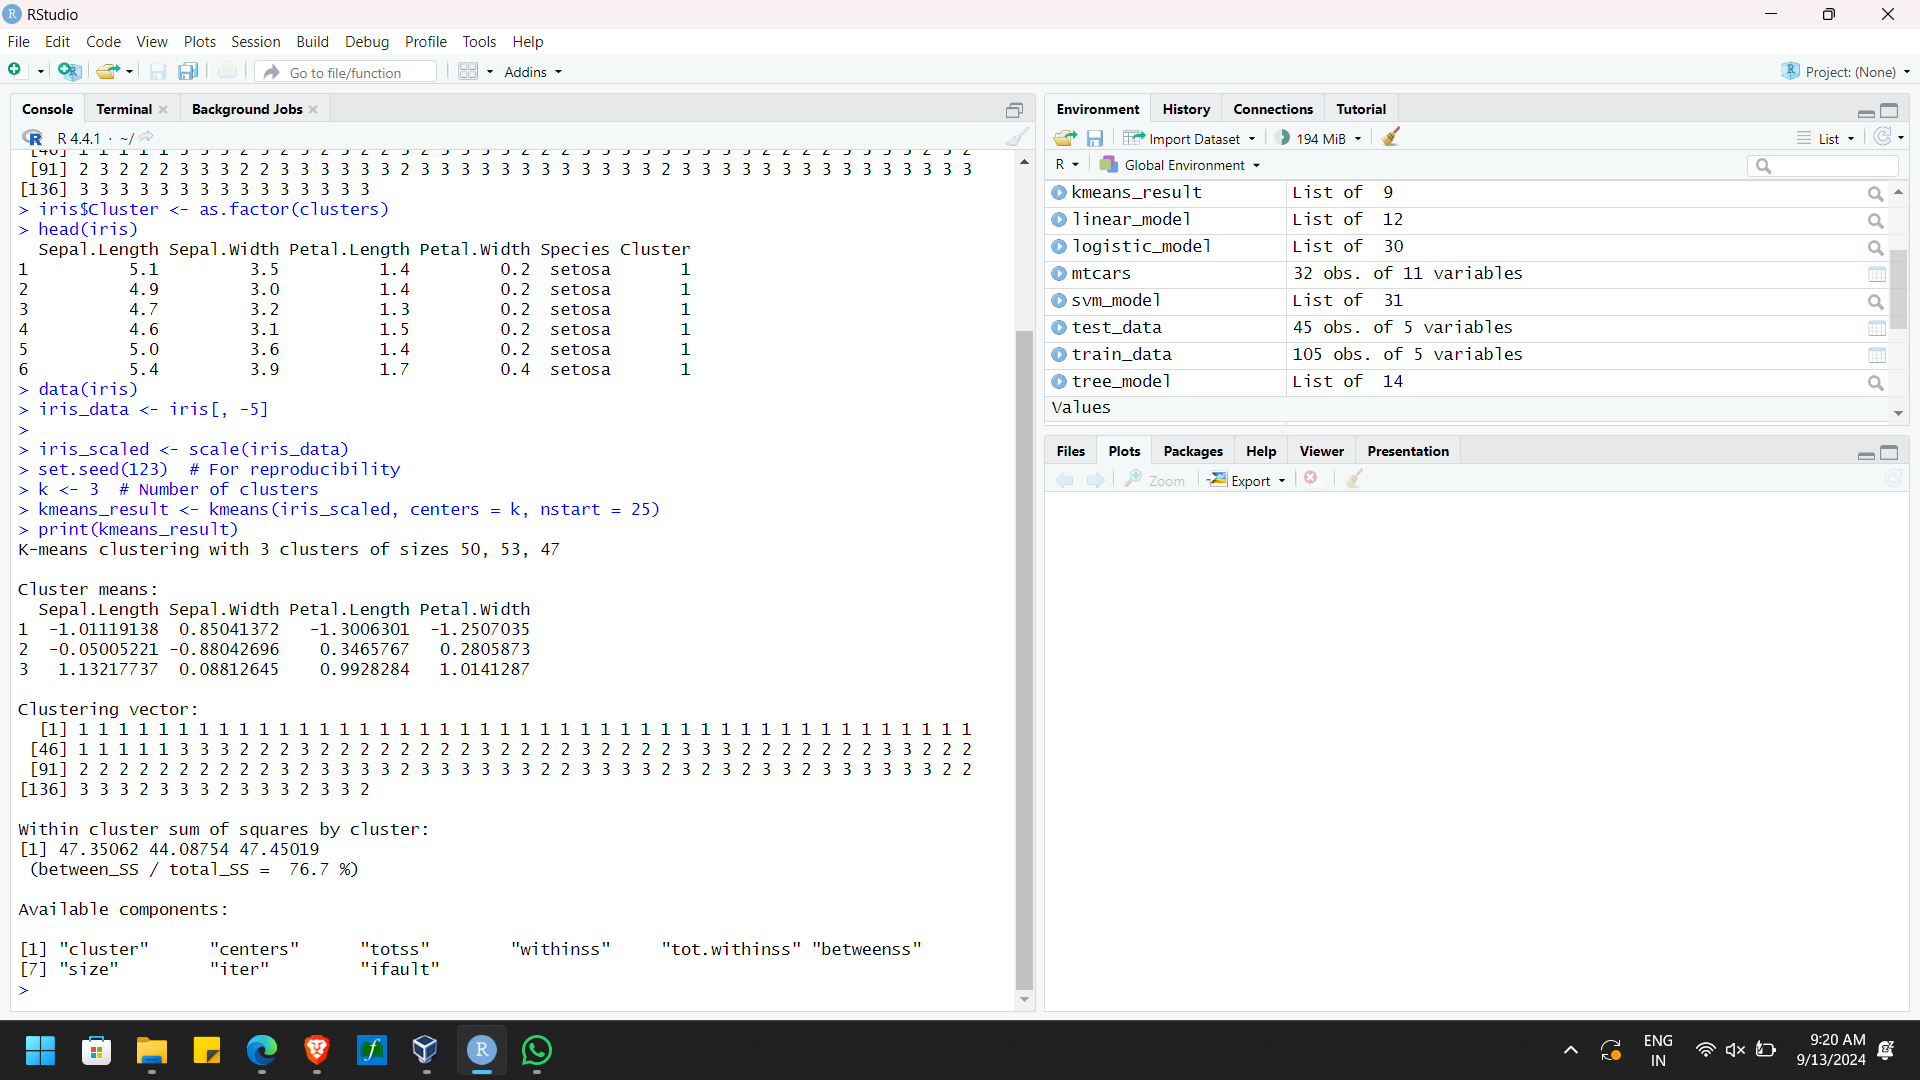 RStudio
File Edit Code View Plots Session Build Debug Profile Tools Help
Go to file/function Addins Project: (None)
Console Terminal Background Jobs
R 4.4.1 · ~/
[91] 2 3 2 2 2 3 3 3 2 2 3 3 3 3 3 3 2 3 3 3 3 3 3 3 3 3 3 3 3 2 3 3 3 3 3 3 3 3 3 3 3 3 3 3 3
[136] 3 3 3 3 3 3 3 3 3 3 3 3 3 3 3
> iris$Cluster <- as.factor(clusters)
> head(iris)
Sepal.Length Sepal.Width Petal.Length Petal.Width Species Cluster
1 5.1 3.5 1.4 0.2 setosa 1
2 4.9 3.0 1.4 0.2 setosa 1
3 4.7 3.2 1.3 0.2 setosa 1
4 4.6 3.1 1.5 0.2 setosa 1
5 5.0 3.6 1.4 0.2 setosa 1
6 5.4 3.9 1.7 0.4 setosa 1
> data(iris)
> iris_data <- iris[, -5]
>
> iris_scaled <- scale(iris_data)
> set.seed(123) # For reproducibility
> k <- 3 # Number of clusters
> kmeans_result <- kmeans(iris_scaled, centers = k, nstart = 25)
> print(kmeans_result)
K-means clustering with 3 clusters of sizes 50, 53, 47
Cluster means:
Sepal.Length Sepal.Width Petal.Length Petal.Width
1 -1.01119138 0.85041372 -1.3006301 -1.2507035
2 -0.05005221 -0.88042696 0.3465767 0.2805873
3 1.13217737 0.08812645 0.9928284 1.0141287
Clustering vector:
[1] 1 1 1 1 1 1 1 1 1 1 1 1 1 1 1 1 1 1 1 1 1 1 1 1 1 1 1 1 1 1 1 1 1 1 1 1 1 1 1 1 1 1 1 1 1
[46] 1 1 1 1 1 3 3 3 2 2 2 3 2 2 2 2 2 2 2 2 3 2 2 2 2 3 2 2 2 2 3 3 3 2 2 2 2 2 2 2 3 3 2 2 2
[91] 2 2 2 2 2 2 2 2 2 2 3 2 3 3 3 3 2 3 3 3 3 3 3 2 2 3 3 3 3 2 3 2 3 2 3 3 2 3 3 3 3 3 3 2 2
[136] 3 3 3 2 3 3 3 2 3 3 3 2 3 3 2
Within cluster sum of squares by cluster:
[1] 47.35062 44.08754 47.45019
(between_SS / total_SS = 76.7 %)
Available components:
[1] "cluster" "centers" "totss" "withinss" "tot.withinss" "betweenss"
[7] "size" "iter" "ifault"
>
Environment History Connections Tutorial
Import Dataset 194 MiB List
R Global Environment
kmeans_result List of 9
linear_model List of 12
logistic_model List of 30
mtcars 32 obs. of 11 variables
svm_model List of 31
test_data 45 obs. of 5 variables
train_data 105 obs. of 5 variables
tree_model List of 14
Values
Files Plots Packages Help Viewer Presentation
Zoom Export
ENG
IN
9:20 AM
9/13/2024